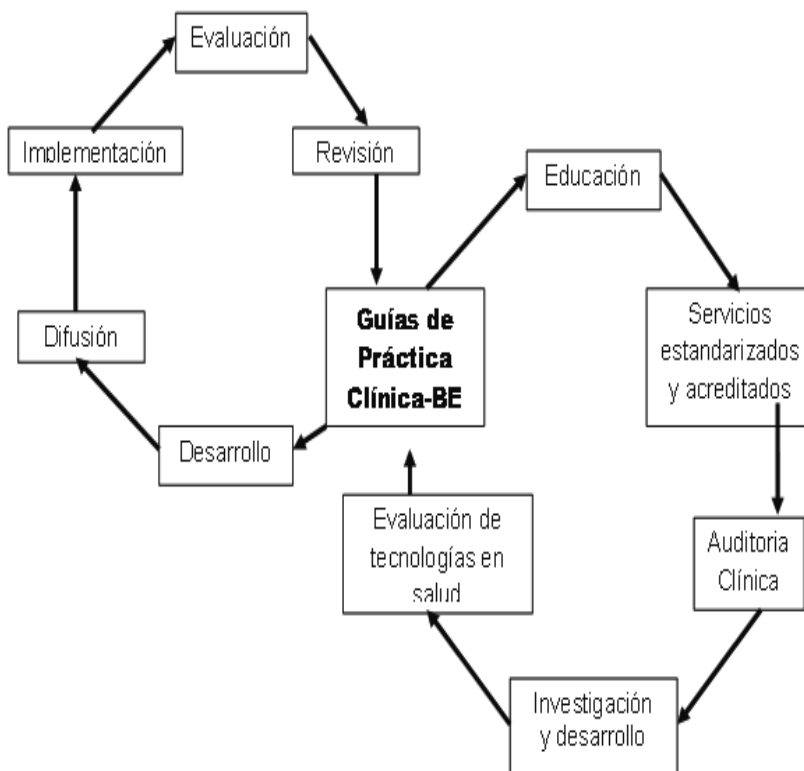 Evaluación
Implementación
Revisión
Educación
Guías de
Práctica
Clínica-BE
Servicios
estandarizados
y acreditados
Difusión
Desarrollo
Evaluación de
tecnologías en
salud
Auditoria
Clínica
Investigación
y desarrollo